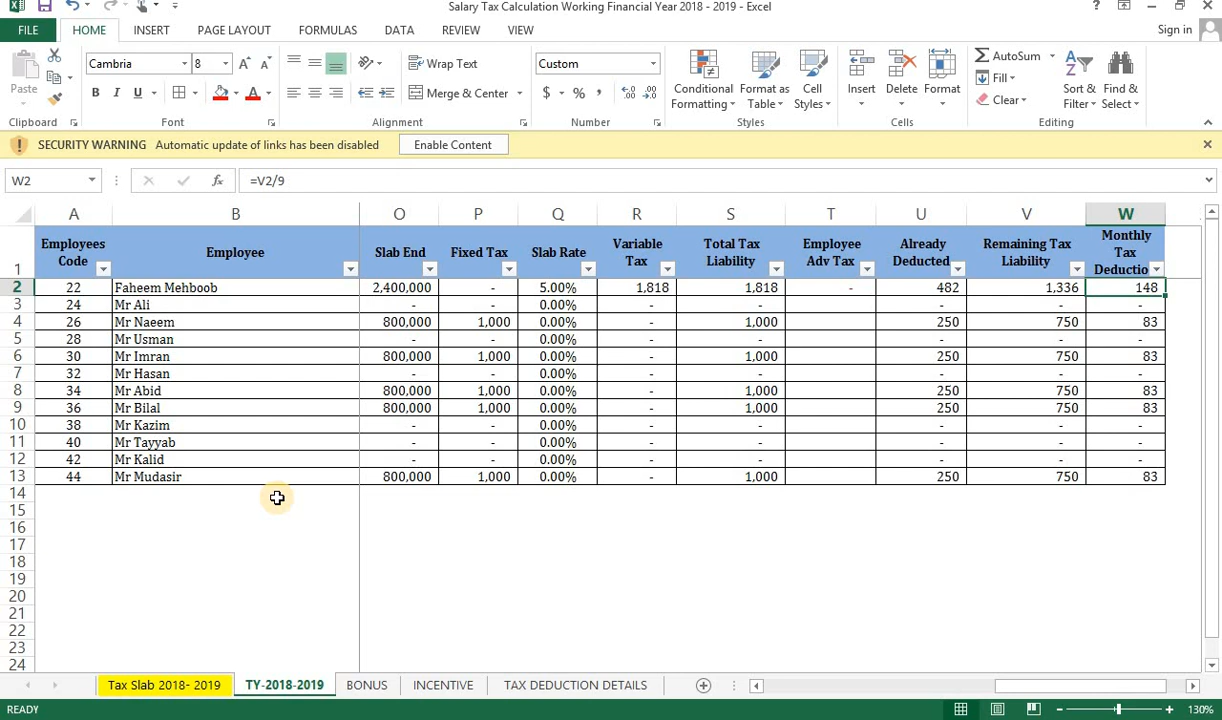 Salary Tax Calculation Working Financial Year 2018 - 2019 - Excel
? 
FILE HOME INSERT PAGE LAYOUT FORMULAS DATA REVIEW VIEW Sign in
Cambria 8 Wrap Text Custom AutoSum
Paste B I U Merge & Center $ % , Conditional Formatting Format as Table Cell Styles Insert Delete Format Fill Clear Sort & Filter Find & Select
Clipboard Font Alignment Number Styles Cells Editing
! SECURITY WARNING Automatic update of links has been disabled Enable Content
W2 fx =V2/9
A B O P Q R S T U V W
1 Employees Code Employee Slab End Fixed Tax Slab Rate Variable Tax Total Tax Liability Employee Adv Tax Already Deducted Remaining Tax Liability Monthly Tax Deductio
2 22 Faheem Mehboob 2,400,000 - 5.00% 1,818 1,818 - 482 1,336 148
3 24 Mr Ali - - 0.00% - - - - -
4 26 Mr Naeem 800,000 1,000 0.00% - 1,000 250 750 83
5 28 Mr Usman - - 0.00% - - - - -
6 30 Mr Imran 800,000 1,000 0.00% - 1,000 250 750 83
7 32 Mr Hasan - - 0.00% - - - - -
8 34 Mr Abid 800,000 1,000 0.00% - 1,000 250 750 83
9 36 Mr Bilal 800,000 1,000 0.00% - 1,000 250 750 83
10 38 Mr Kazim - - 0.00% - - - - -
11 40 Mr Tayyab - - 0.00% - - - - -
12 42 Mr Kalid - - 0.00% - - - - -
13 44 Mr Mudasir 800,000 1,000 0.00% - 1,000 250 750 83
14
15
16
17
18
19
20
21
22
23
24
Tax Slab 2018- 2019 TY-2018-2019 BONUS INCENTIVE TAX DEDUCTION DETAILS
READY 130%